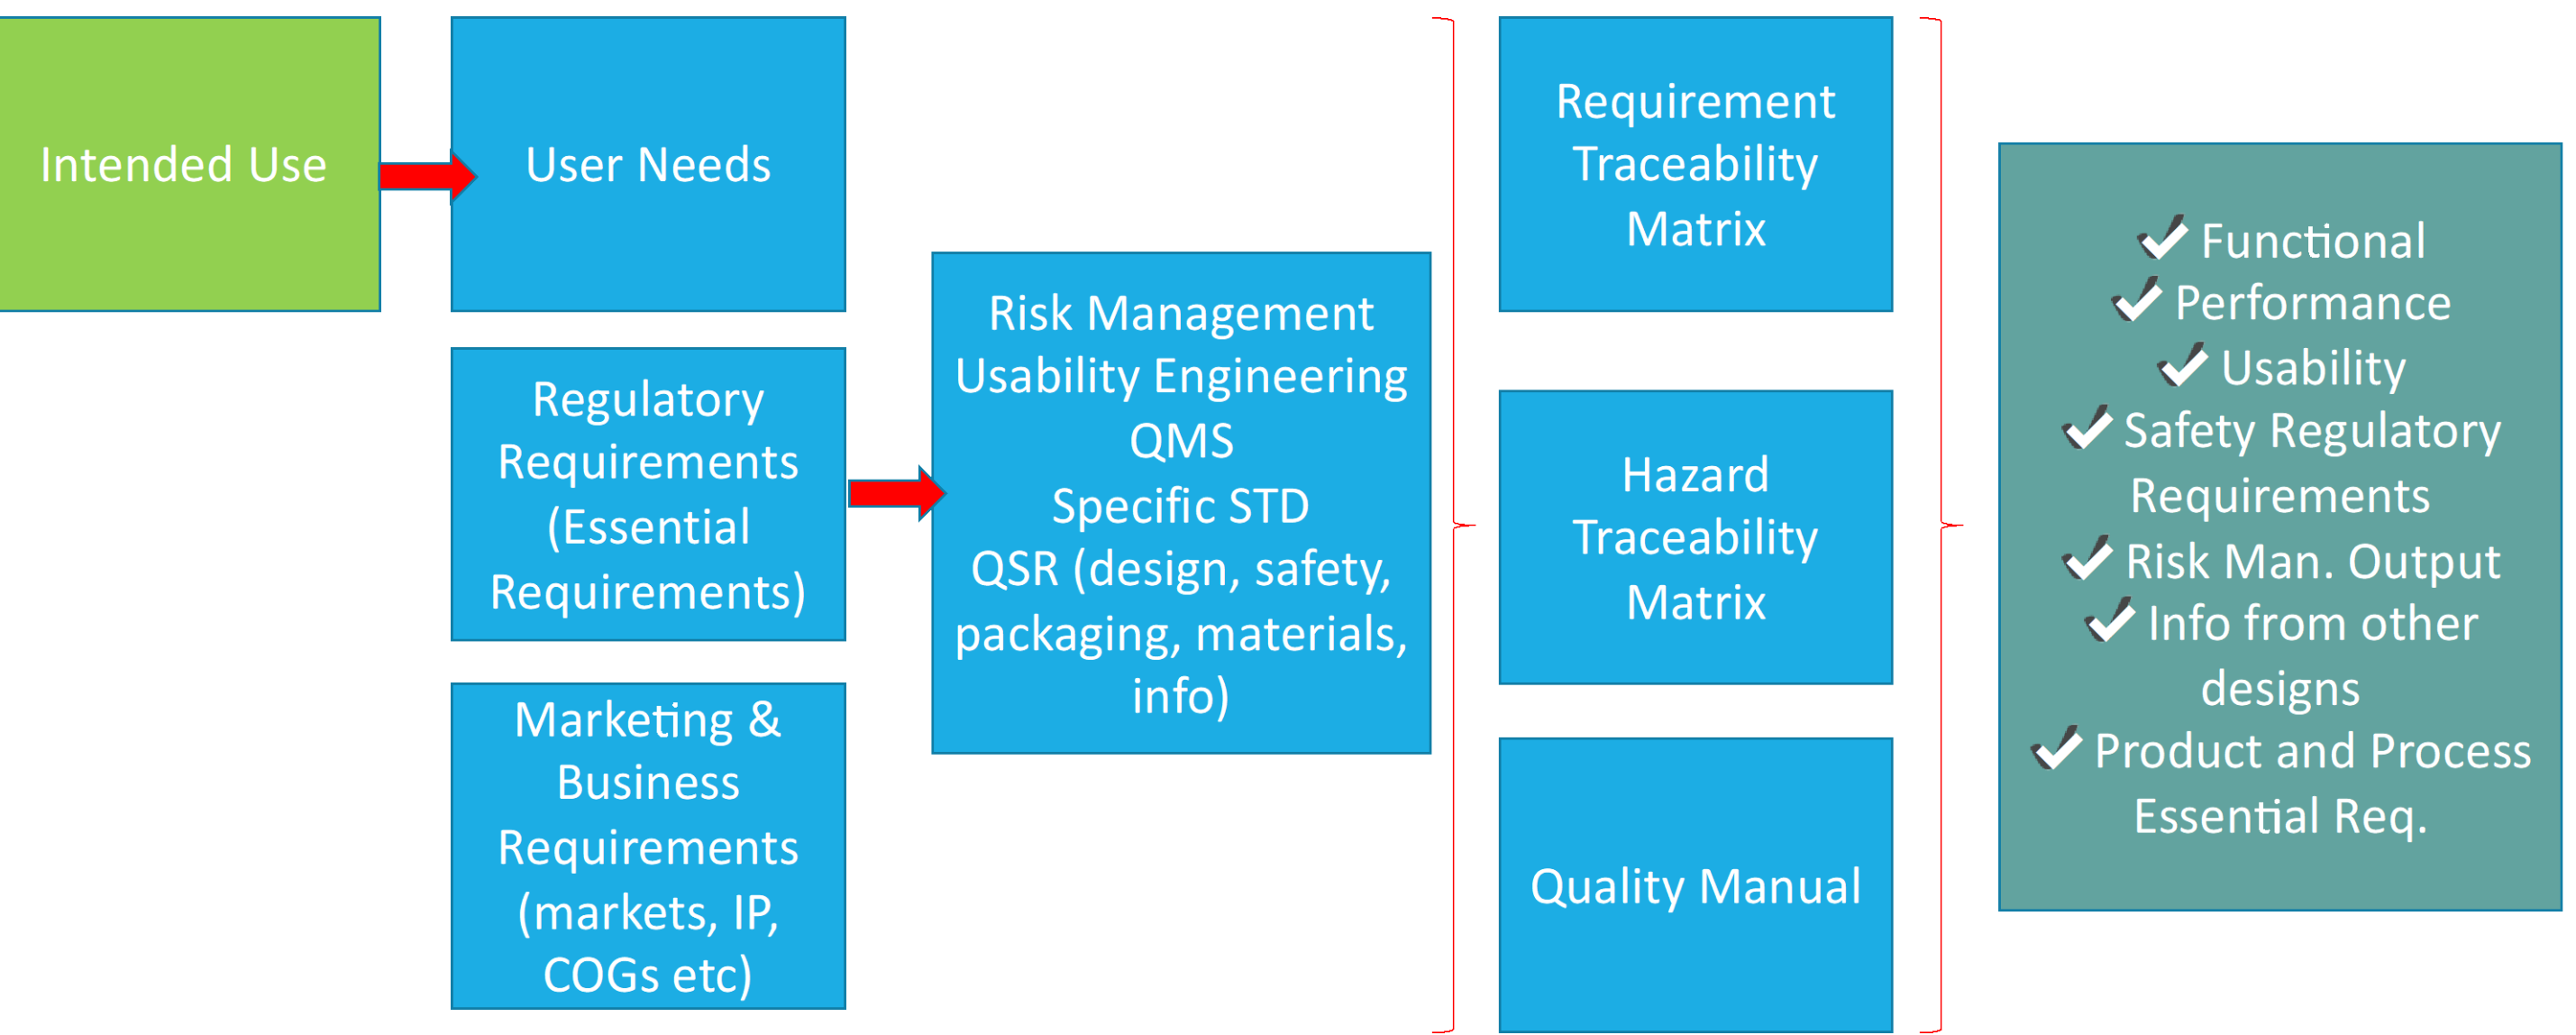 Intended Use
User Needs
Regulatory
Requirements
(Essential
Requirements)
Marketing &
Business
Requirements
(markets, IP,
COGs etc)
Risk Management
Usability Engineering
QMS
Specific STD
QSR (design, safety,
packaging, materials,
info)
Requirement
Traceability
Matrix
Hazard
Traceability
Matrix
Quality Manual
Functional
Performance
Usability
Safety Regulatory
Requirements
Risk Man. Output
Info from other
designs
Product and Process
Essential Req.